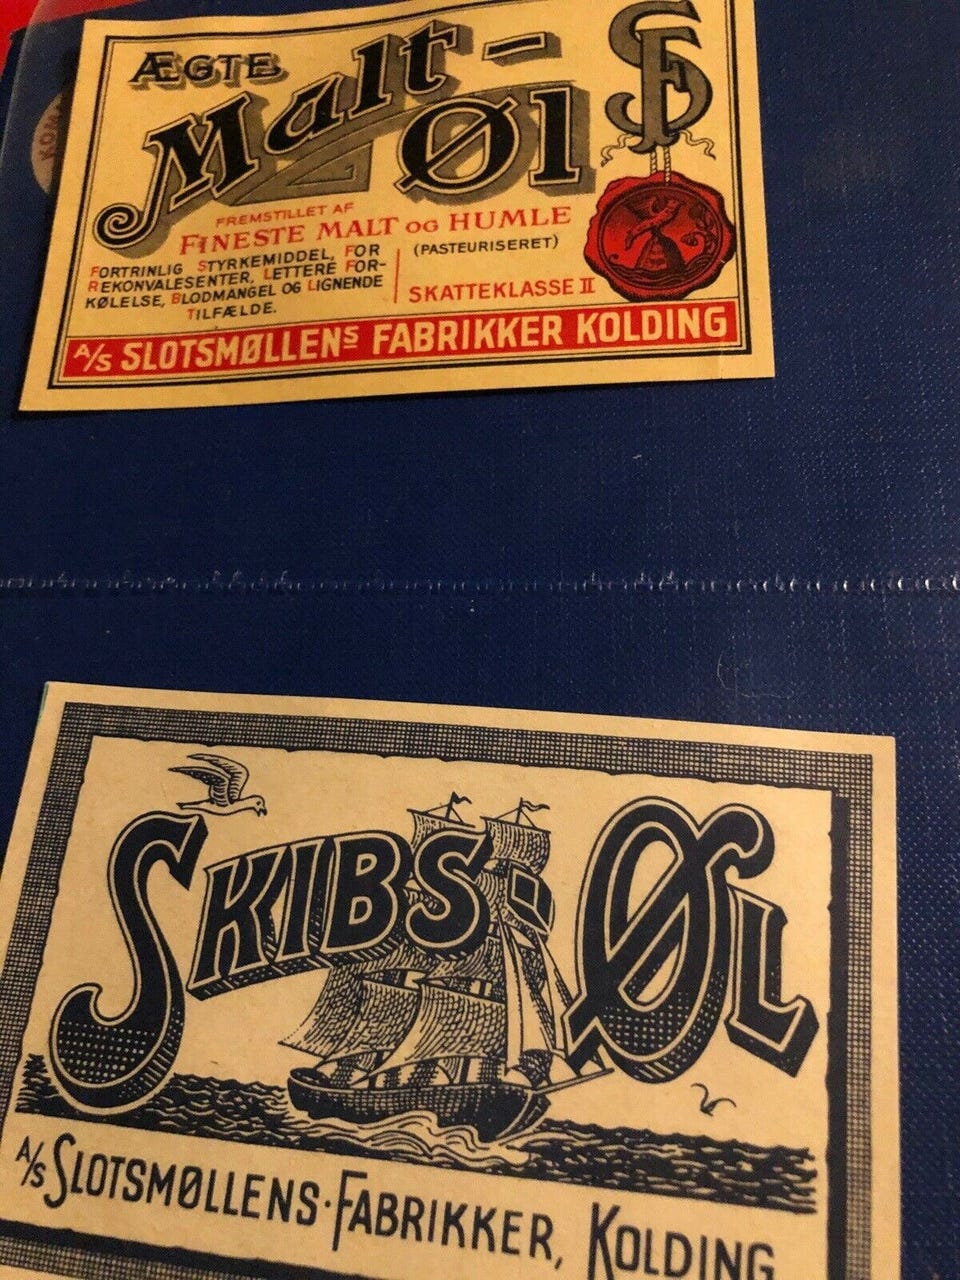 ÆGTE
Malt-
Øl
SF
FREMSTILLET AF
FINESTE MALT OG HUMLE
(PASTEURISERET)
FORTRINLIG STYRKEMIDDEL, FOR
REKONVALESENTER, LETTERE FOR-
KØLELSE, BLODMANGEL OG LIGNENDE
TILFÆLDE.
SKATTEKLASSE II
A/S SLOTSMØLLENS FABRIKKER KOLDING
SKIBS-ØL
A/S SLOTSMØLLENS·FABRIKKER, KOLDING